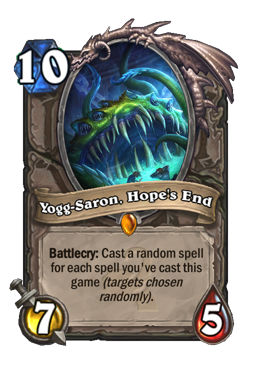 10
Yogg-Saron, Hope's End
Battlecry: Cast a random spell
for each spell you've cast this
game (targets chosen
randomly).
7
5